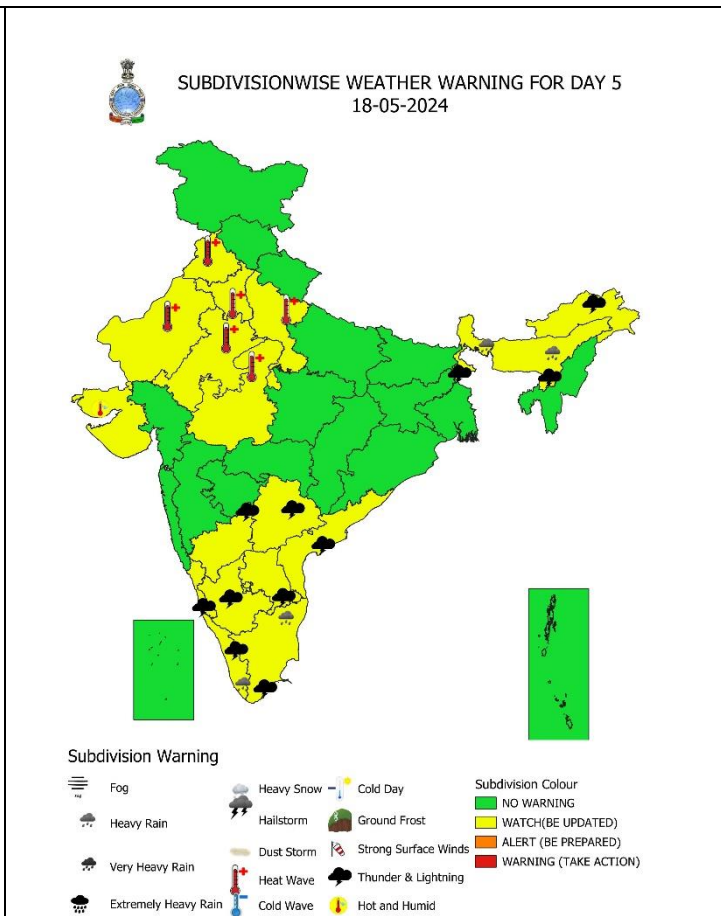 SUBDIVISIONWISE WEATHER WARNING FOR DAY 5
18-05-2024
Subdivision Warning
Fog
Heavy Rain
Very Heavy Rain
Extremely Heavy Rain
Heavy Snow
Hailstorm
Dust Storm
Heat Wave
Cold Wave
Cold Day
Ground Frost
Strong Surface Winds
Thunder & Lightning
Hot and Humid
Subdivision Colour
NO WARNING
WATCH(BE UPDATED)
ALERT (BE PREPARED)
WARNING (TAKE ACTION)